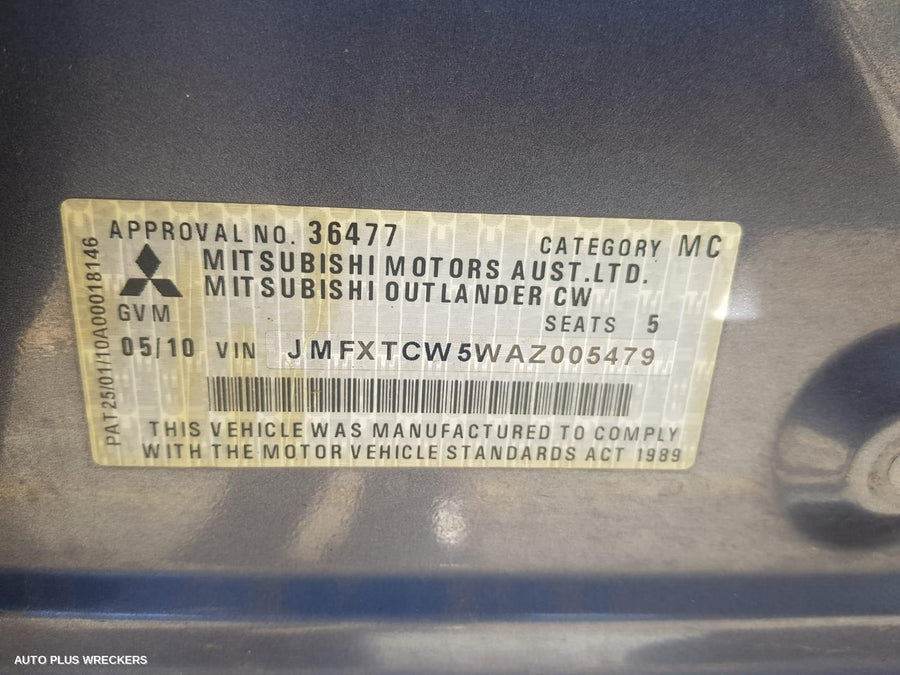 APPROVAL NO. 36477 CATEGORY MC
MITSUBISHI MOTORS AUST.LTD.
MITSUBISHI OUTLANDER CW
GVM SEATS 5
05/10 VIN JMFXTCW5WAZ005479
THIS VEHICLE WAS MANUFACTURED TO COMPLY
WITH THE MOTOR VEHICLE STANDARDS ACT 1989
PAT25/01/10A00018146
AUTO PLUS WRECKERS